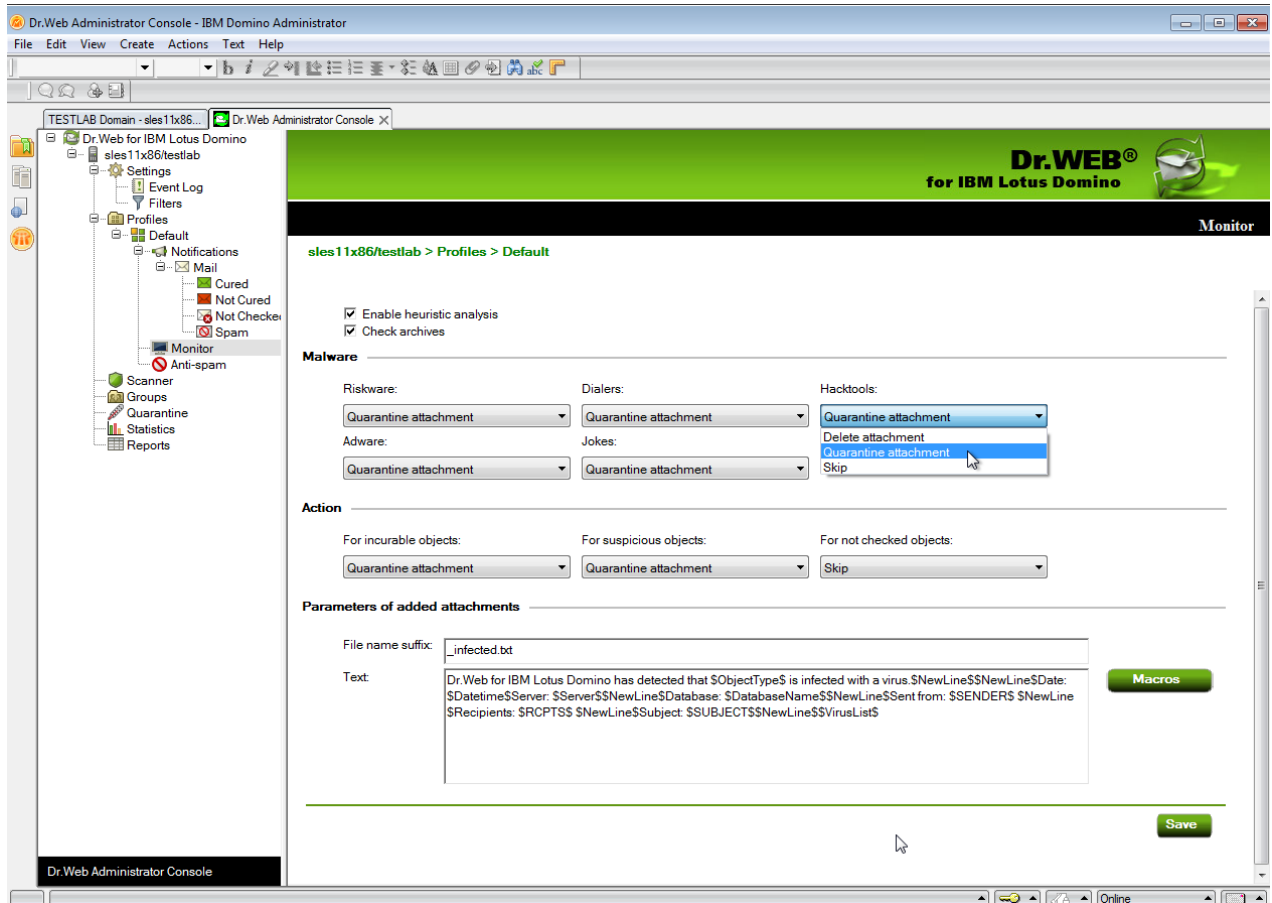 Dr.Web Administrator Console - IBM Domino Administrator
File Edit View Create Actions Text Help
TESTLAB Domain - sles11x86... Dr.Web Administrator Console
Dr.Web for IBM Lotus Domino
sles11x86/testlab
Settings
Event Log
Filters
Profiles
Default
Notifications
Mail
Cured
Not Cured
Not Checke
Spam
Monitor
Anti-spam
Scanner
Groups
Quarantine
Statistics
Reports
Dr.Web Administrator Console
Dr.WEB®
for IBM Lotus Domino
Monitor
sles11x86/testlab > Profiles > Default
Enable heuristic analysis
Check archives
Malware
Riskware: Dialers: Hacktools:
Quarantine attachment Quarantine attachment Quarantine attachment
Delete attachment
Quarantine attachment
Skip
Adware: Jokes:
Quarantine attachment Quarantine attachment
Action
For incurable objects: For suspicious objects: For not checked objects:
Quarantine attachment Quarantine attachment Skip
Parameters of added attachments
File name suffix: _infected.txt
Text: Dr.Web for IBM Lotus Domino has detected that $ObjectType$ is infected with a virus.$NewLine$$NewLine$Date:
$Datetime$Server: $Server$$NewLine$Database: $DatabaseName$$NewLine$Sent from: $SENDER$ $NewLine
$Recipients: $RCPTS$ $NewLine$Subject: $SUBJECT$$NewLine$$VirusList$
Macros
Save
Online